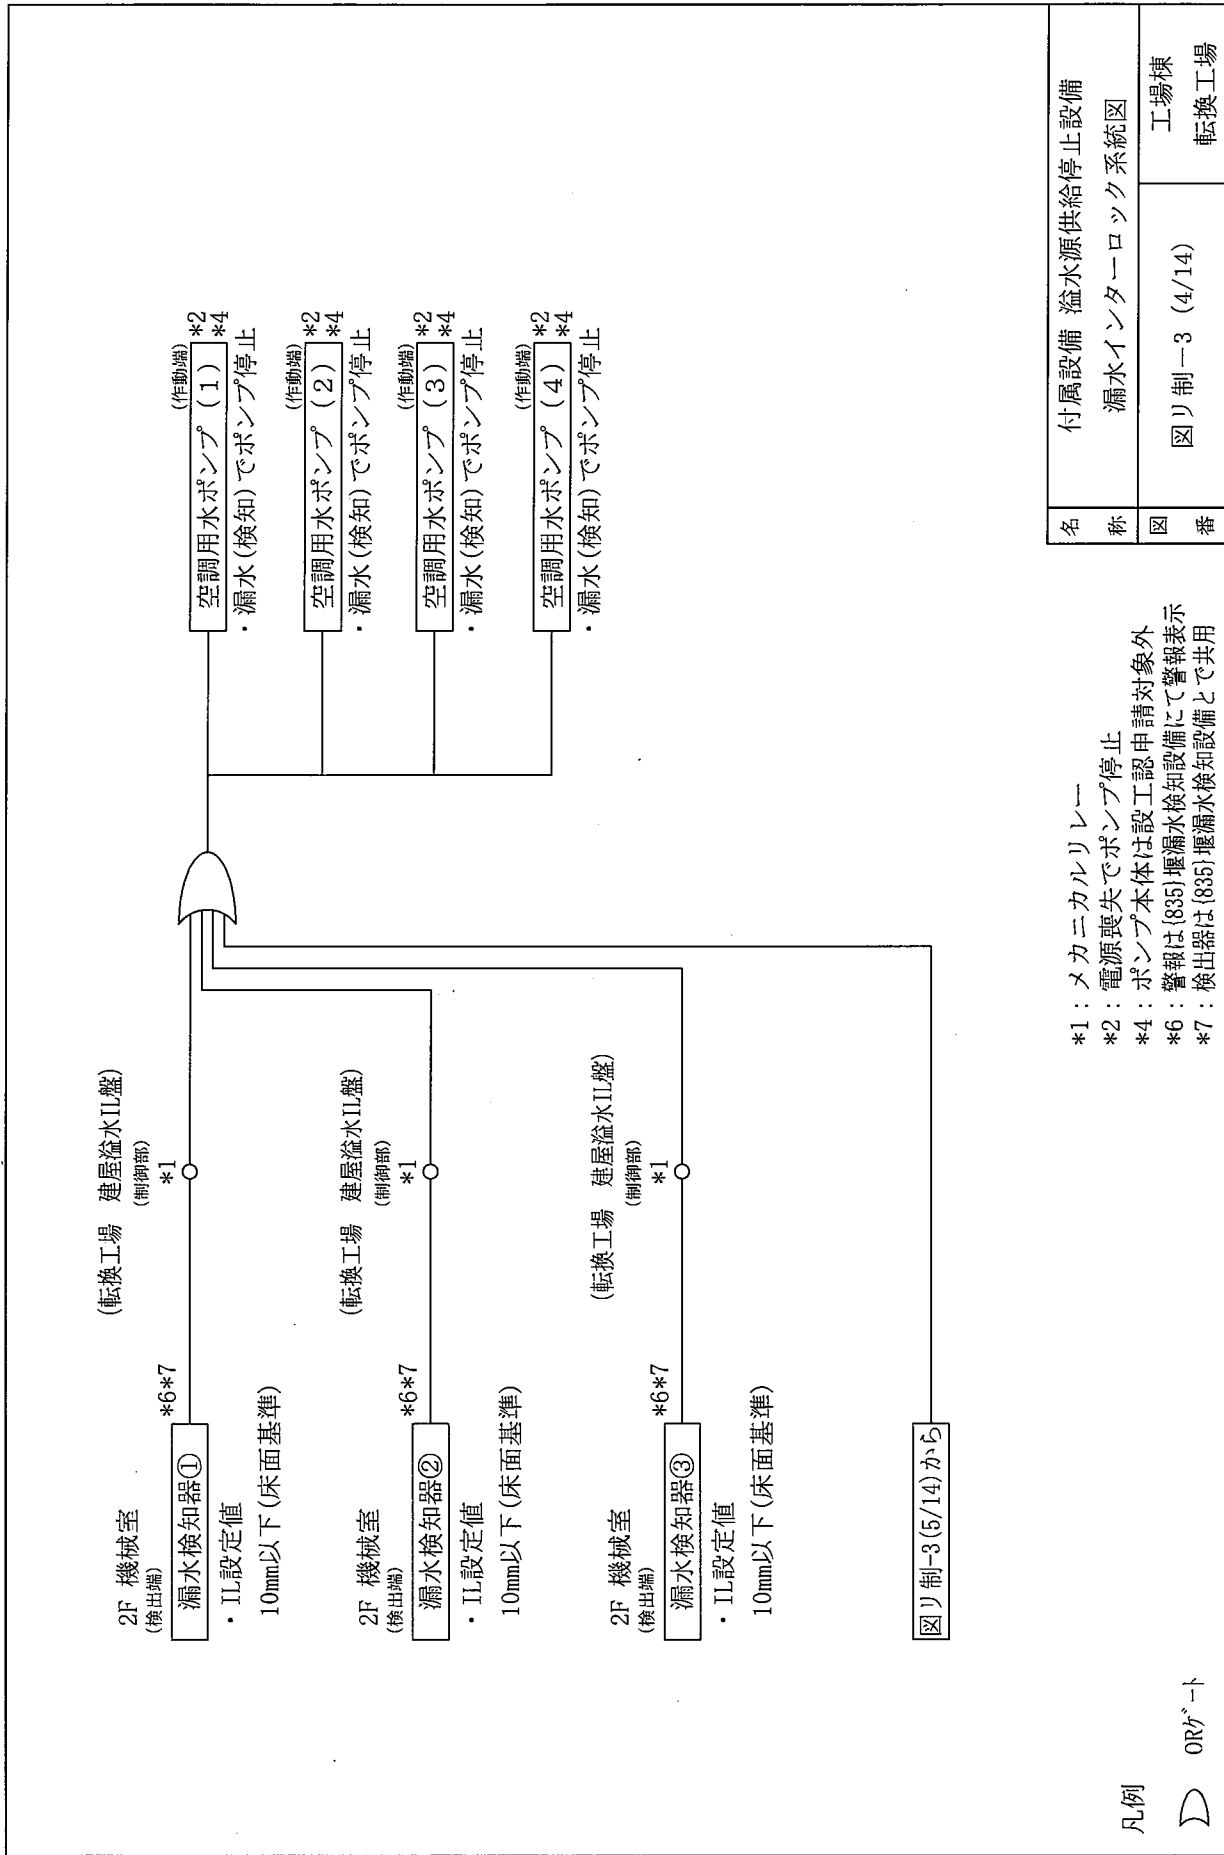 2F 機械室
(検出端)
漏水検知器①
*6*7
・IL設定値
10mm以下(床面基準)
(転換工場　建屋溢水IL盤)
(制御部)
*1
2F 機械室
(検出端)
漏水検知器②
*6*7
・IL設定値
10mm以下(床面基準)
(転換工場　建屋溢水IL盤)
(制御部)
*1
2F 機械室
(検出端)
漏水検知器③
*6*7
・IL設定値
10mm以下(床面基準)
(転換工場　建屋溢水IL盤)
(制御部)
*1
図リ制-3(5/14)から
(作動端)
空調用水ポンプ(1)
*2
*4
・漏水(検知)でポンプ停止
(作動端)
空調用水ポンプ(2)
*2
*4
・漏水(検知)でポンプ停止
(作動端)
空調用水ポンプ(3)
*2
*4
・漏水(検知)でポンプ停止
(作動端)
空調用水ポンプ(4)
*2
*4
・漏水(検知)でポンプ停止
凡例
ORゲート
*1：メカニカルリレー
*2：電源喪失でポンプ停止
*4：ポンプ本体は設工認申請対象外
*6：警報は{835}堰漏水検知設備にて警報表示
*7：検出器は{835}堰漏水検知設備とで共用
名称
付属設備 溢水源供給停止設備
漏水インターロック系統図
図番
図リ制－3 (4/14)
工場棟
転換工場